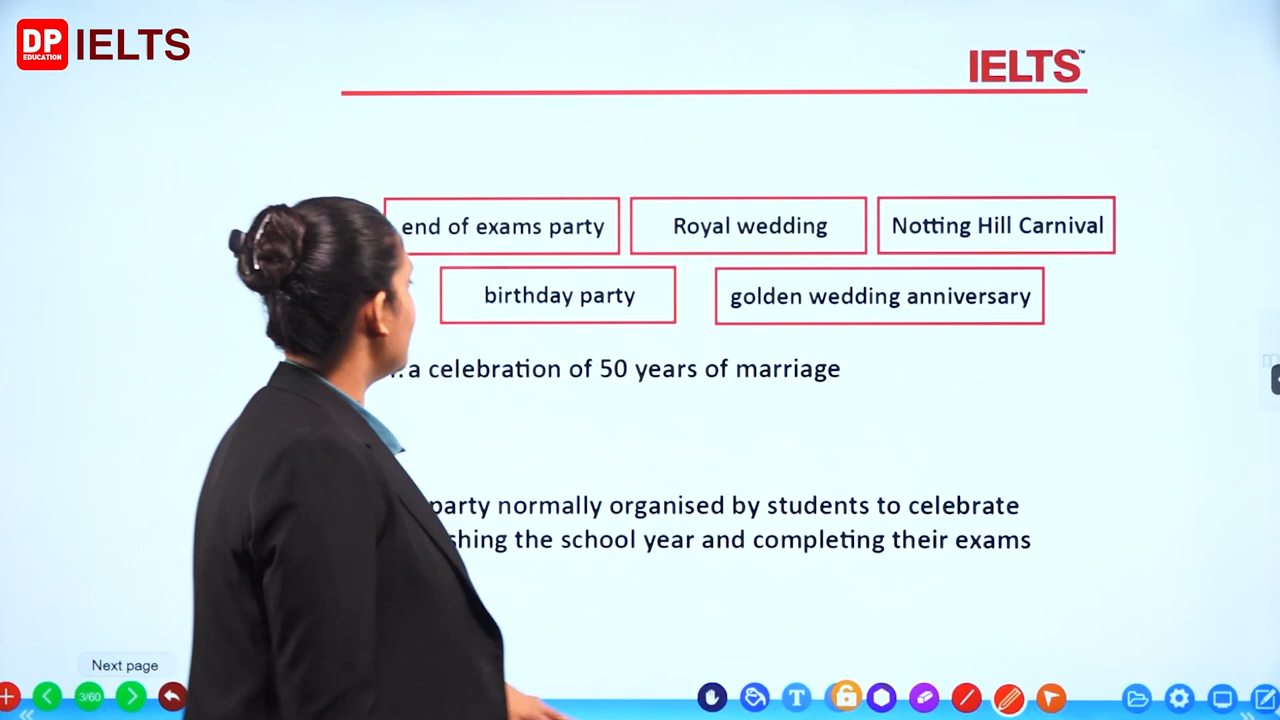 DP
EDUCATION
IELTS
IELTS™
end of exams party
Royal wedding
Notting Hill Carnival
birthday party
golden wedding anniversary
a celebration of 50 years of marriage
party normally organised by students to celebrate
the school year and completing their exams
Next page
3/60
T